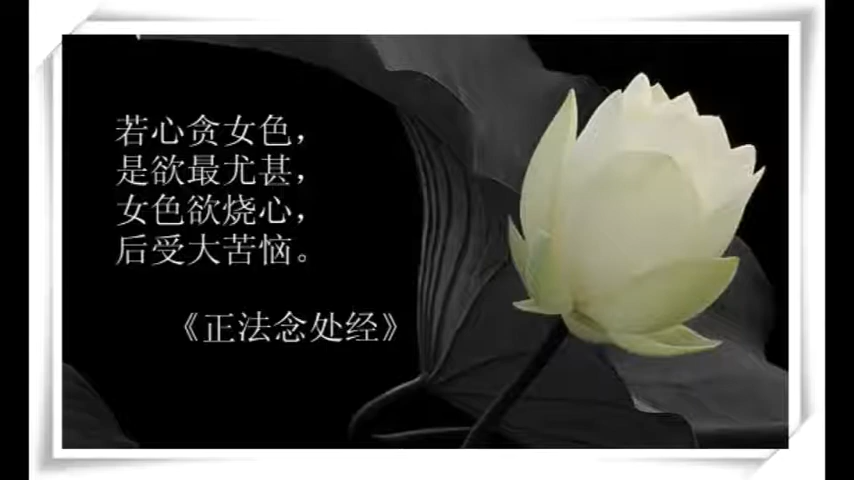 若心贪女色，
是欲最尤甚，
女色欲烧心，
后受大苦恼。
《正法念处经》